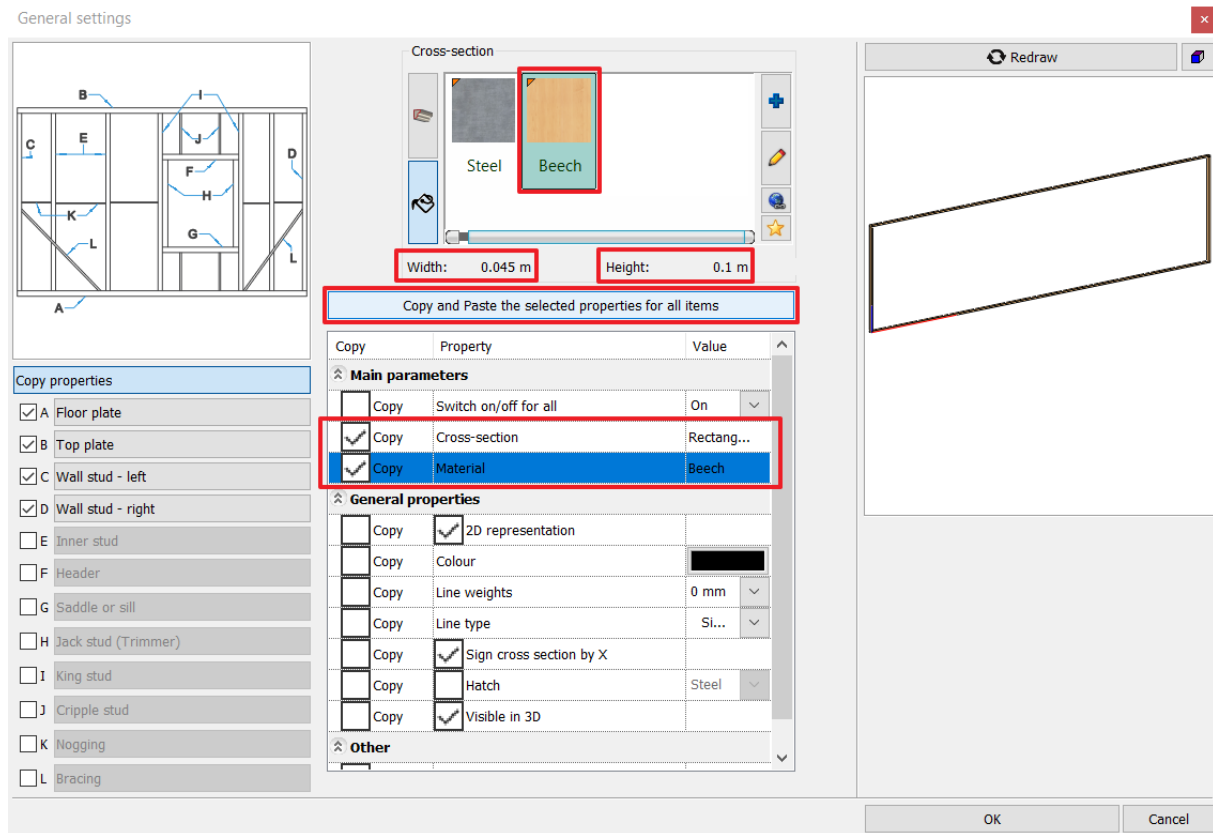 General settings
B
I
C
E
J
D
F
H
K
G
L
L
A
Copy properties
A Floor plate
B Top plate
C Wall stud - left
D Wall stud - right
E Inner stud
F Header
G Saddle or sill
H Jack stud (Trimmer)
I King stud
J Cripple stud
K Nogging
L Bracing
Cross-section
Steel Beech
Width: 0.045 m Height: 0.1 m
Copy and Paste the selected properties for all items
Copy Property Value
Main parameters
Copy Switch on/off for all On
Copy Cross-section Rectang...
Copy Material Beech
General properties
Copy 2D representation
Copy Colour
Copy Line weights 0 mm
Copy Line type Si...
Copy Sign cross section by X
Copy Hatch Steel
Copy Visible in 3D
Other
Redraw
OK Cancel